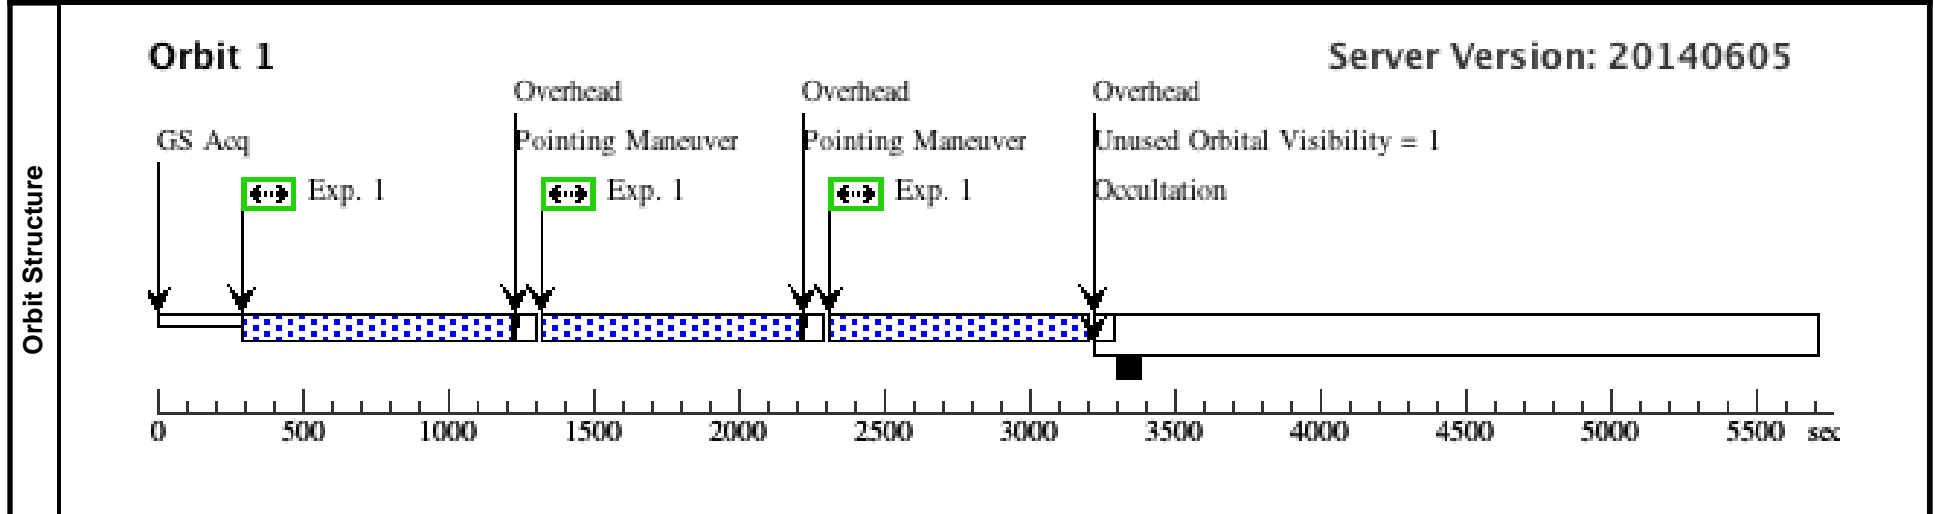 Orbit Structure
Orbit 1
Server Version: 20140605
Overhead
Overhead
Overhead
GS Acq
Pointing Maneuver
Pointing Maneuver
Unused Orbital Visibility = 1
Exp. 1
Exp. 1
Exp. 1
Occultation
0 500 1000 1500 2000 2500 3000 3500 4000 4500 5000 5500 sec